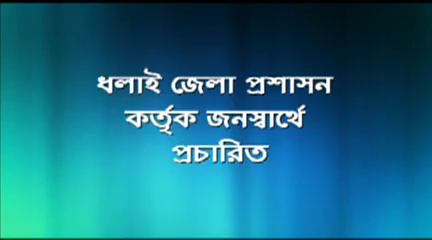 ধলাই জেলা প্রশাসন
কর্তৃক জনস্বার্থে
প্রচারিত